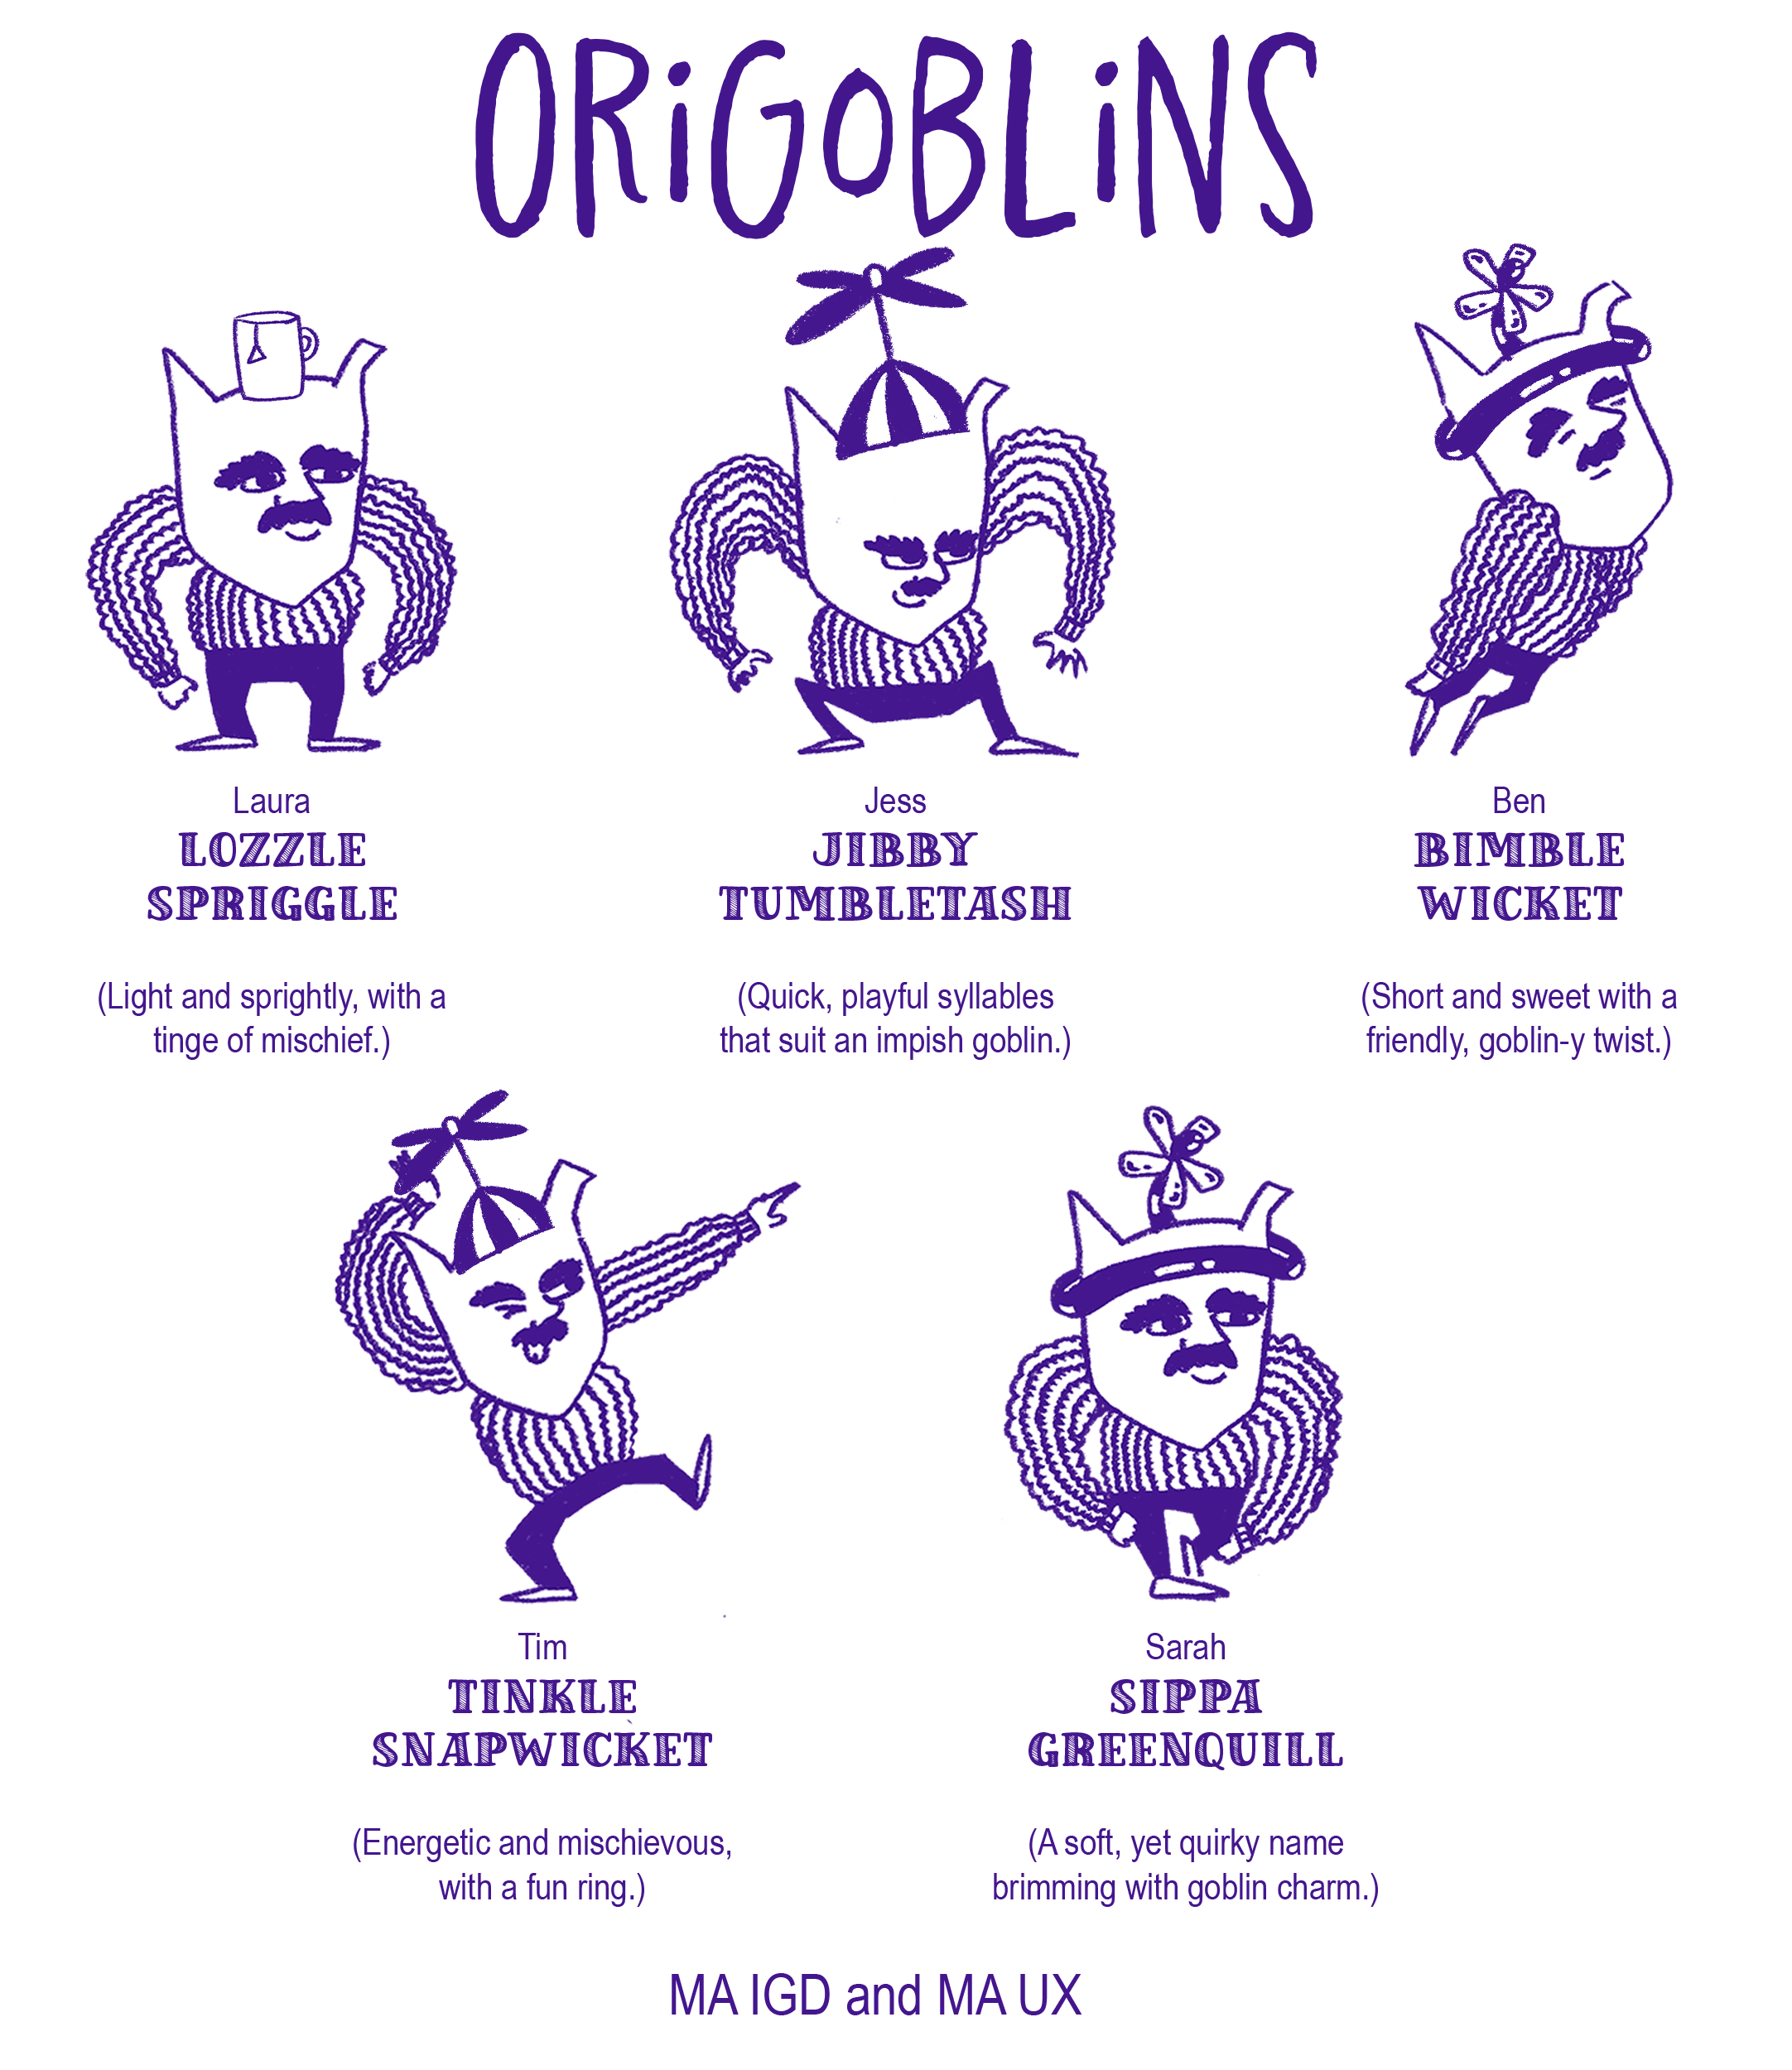 ORiGOBLiNS
Laura
LOZZLE
SPRIGGLE
(Light and sprightly, with a
tinge of mischief.)
Jess
JIBBY
TUMBLETASH
(Quick, playful syllables
that suit an impish goblin.)
Ben
BIMBLE
WICKET
(Short and sweet with a
friendly, goblin-y twist.)
Tim
TINKLE
SNAPWICKET
(Energetic and mischievous,
with a fun ring.)
Sarah
SIPPA
GREENQUILL
(A soft, yet quirky name
brimming with goblin charm.)
MA IGD and MA UX